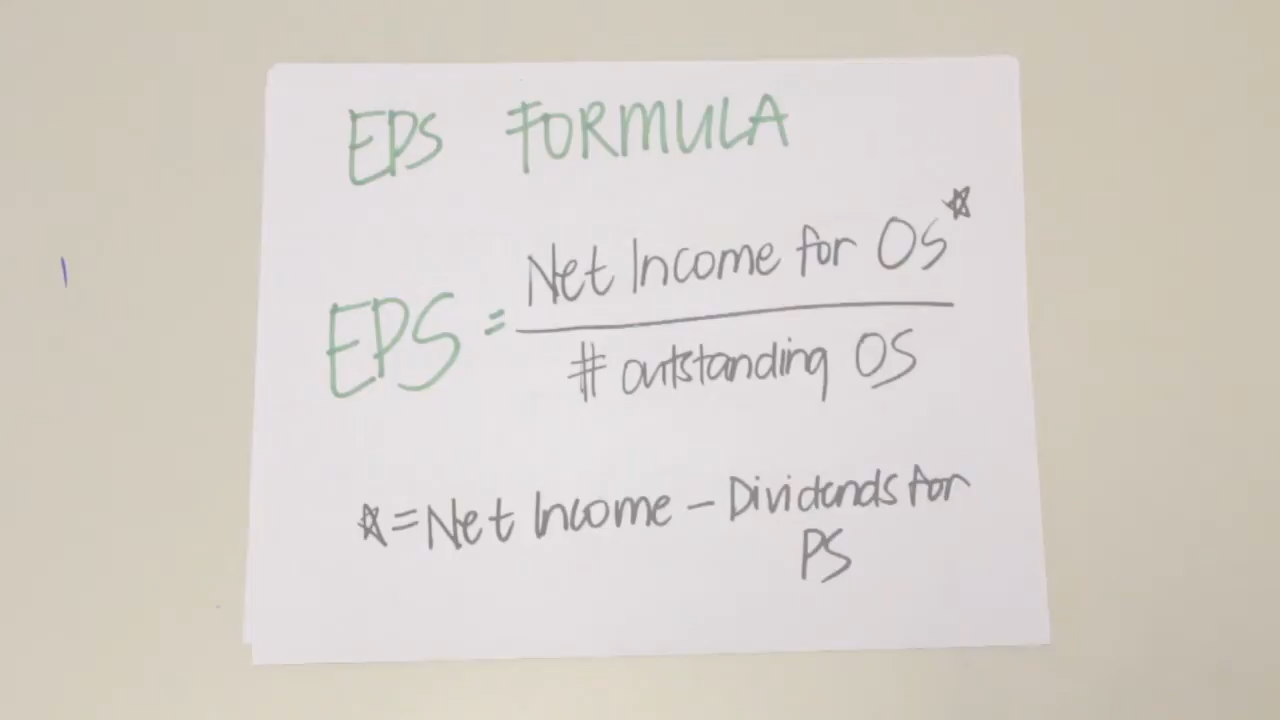 EPS FORMULA
EPS = Net Income for OS☆
# outstanding OS
☆ = Net Income – Dividends for
PS